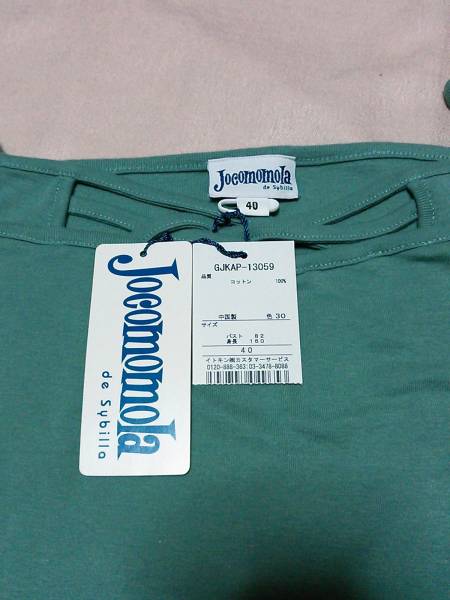 Jocomomola
de Sybilla
40
Jocomomola
de Sybilla
GJKAP-13059
品質
コットン 100%
中国製 色 30
サイズ
バスト 82
身長 160
40
イトキン㈱カスタマーサービス
0120-888-363:03-3478-8088